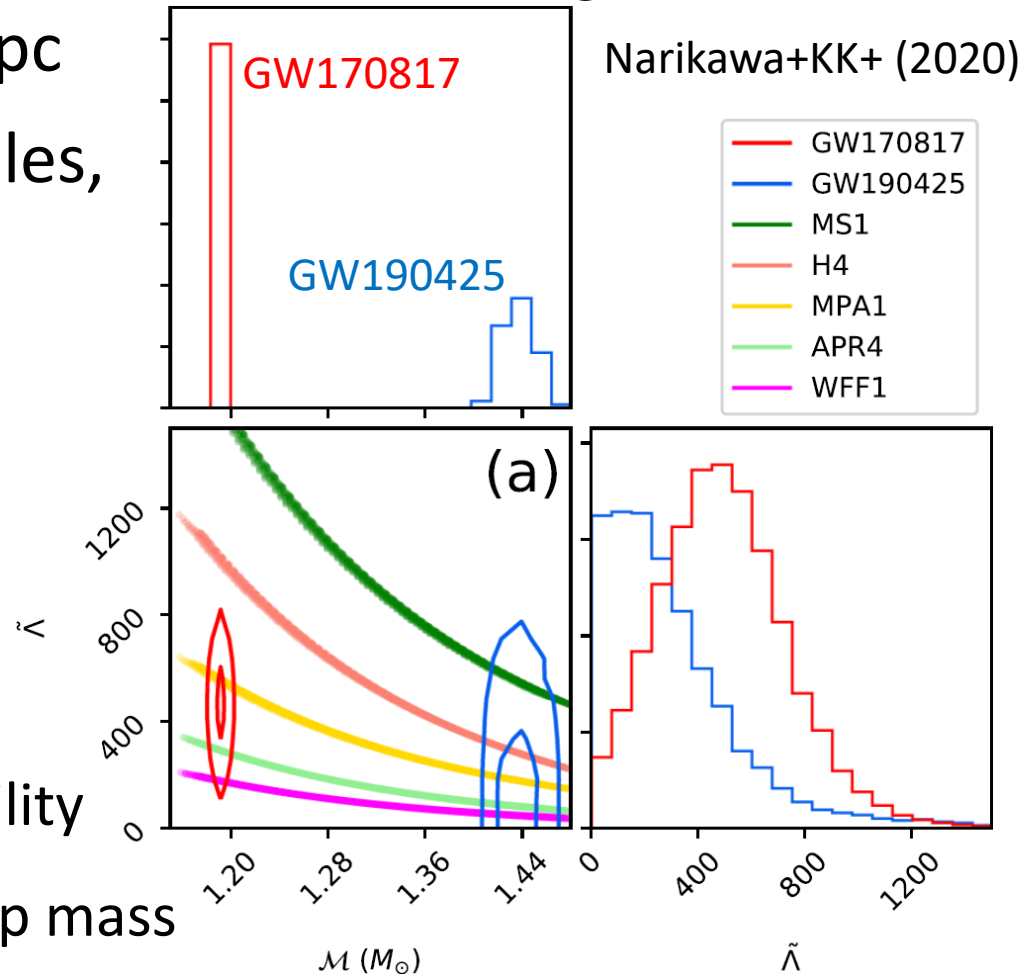 pc
GW170817
Narikawa+KK+ (2020)
les,
GW170817
GW190425
GW190425
MS1
H4
MPA1
APR4
WFF1
(a)
1200
800
400
0
Λ̃
1.20
1.28
1.36
1.44
ℳ (M⊙)
0
400
800
1200
Λ̃
lity
p mass